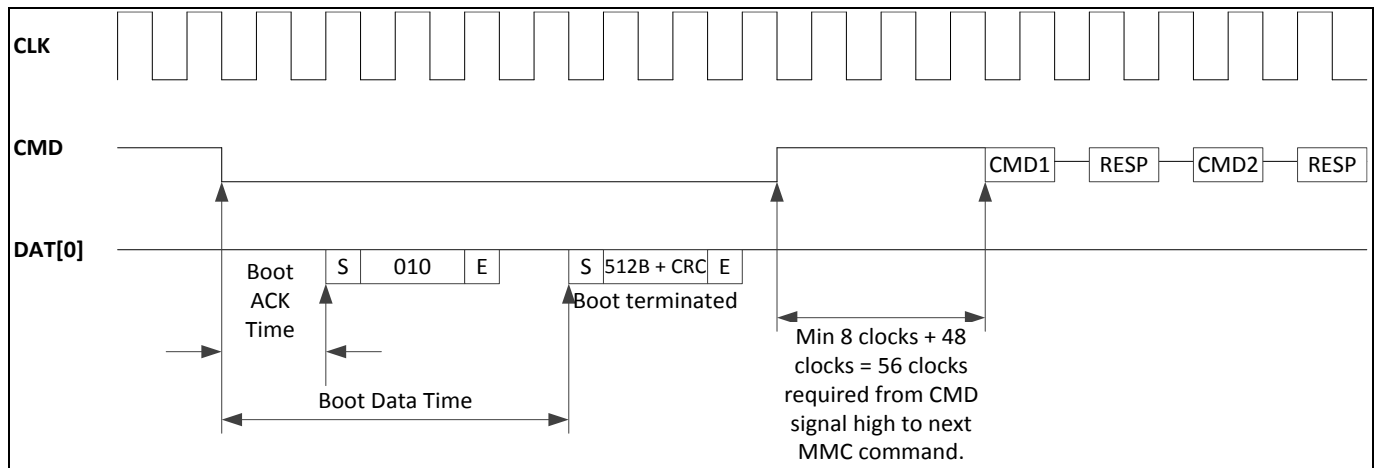 CLK
CMD
CMD1 RESP CMD2 RESP
DAT[0]
S 010 E S 512B + CRC E
Boot
ACK
Time
Boot terminated
Boot Data Time
Min 8 clocks + 48
clocks = 56 clocks
required from CMD
signal high to next
MMC command.